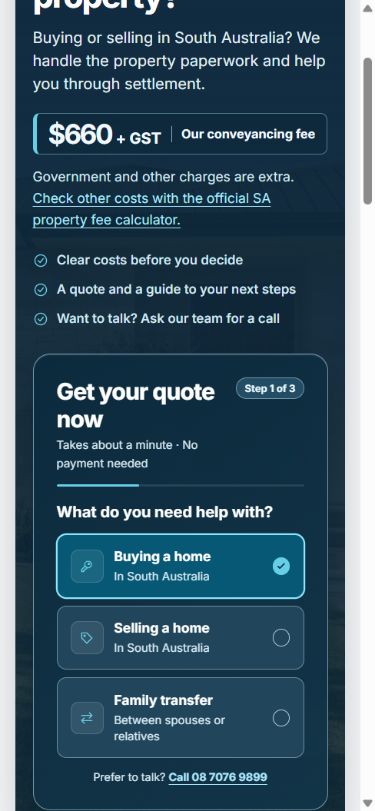 property?
Buying or selling in South Australia? We
handle the property paperwork and help
you through settlement.
$660 + GST Our conveyancing fee
Government and other charges are extra.
Check other costs with the official SA
property fee calculator.
Clear costs before you decide
A quote and a guide to your next steps
Want to talk? Ask our team for a call
Get your quote
now
Step 1 of 3
Takes about a minute · No
payment needed
What do you need help with?
Buying a home
In South Australia
Selling a home
In South Australia
Family transfer
Between spouses or
relatives
Prefer to talk? Call 08 7076 9899